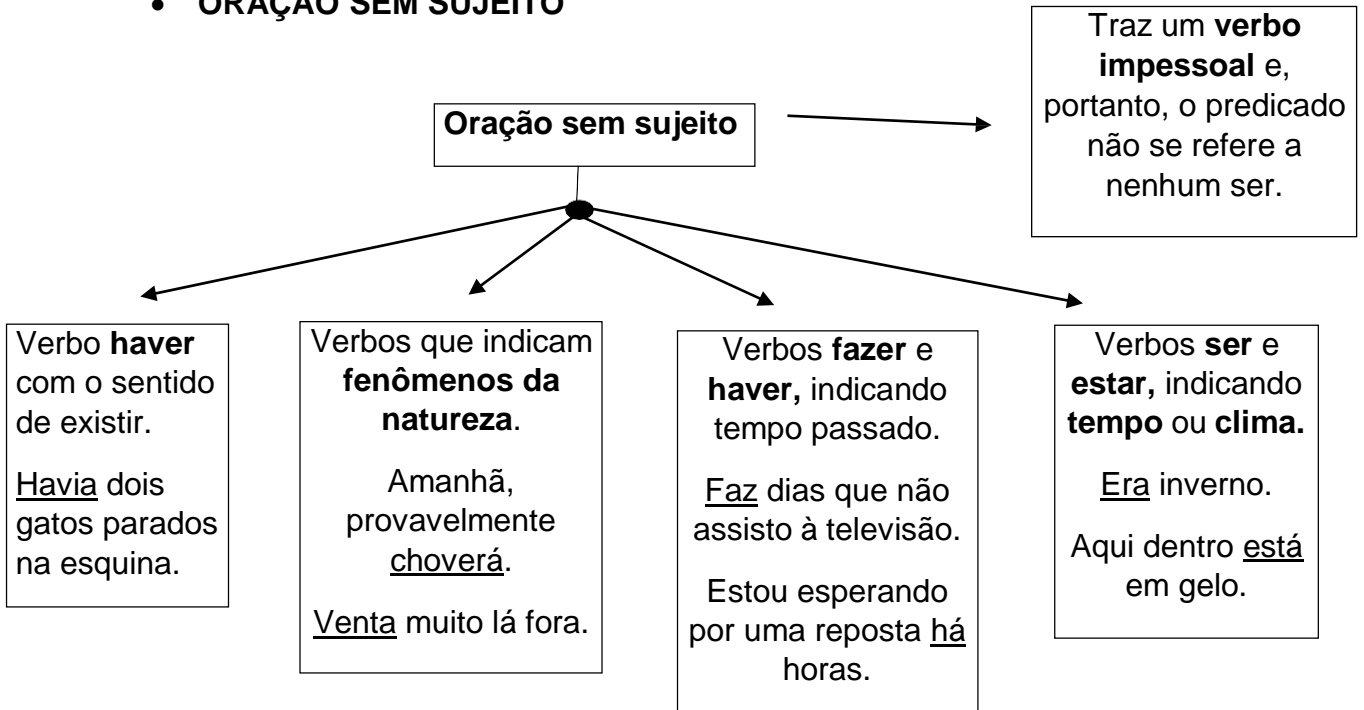 • ORAÇÃO SEM SUJEITO
Traz um verbo
impessoal e,
portanto, o predicado
não se refere a
nenhum ser.
Oração sem sujeito
Verbo haver
com o sentido
de existir.
Havia dois
gatos parados
na esquina.
Verbos que indicam
fenômenos da
natureza.
Amanhã,
provavelmente
choverá.
Venta muito lá fora.
Verbos fazer e
haver, indicando
tempo passado.
Faz dias que não
assisto à televisão.
Estou esperando
por uma reposta há
horas.
Verbos ser e
estar, indicando
tempo ou clima.
Era inverno.
Aqui dentro está
em gelo.